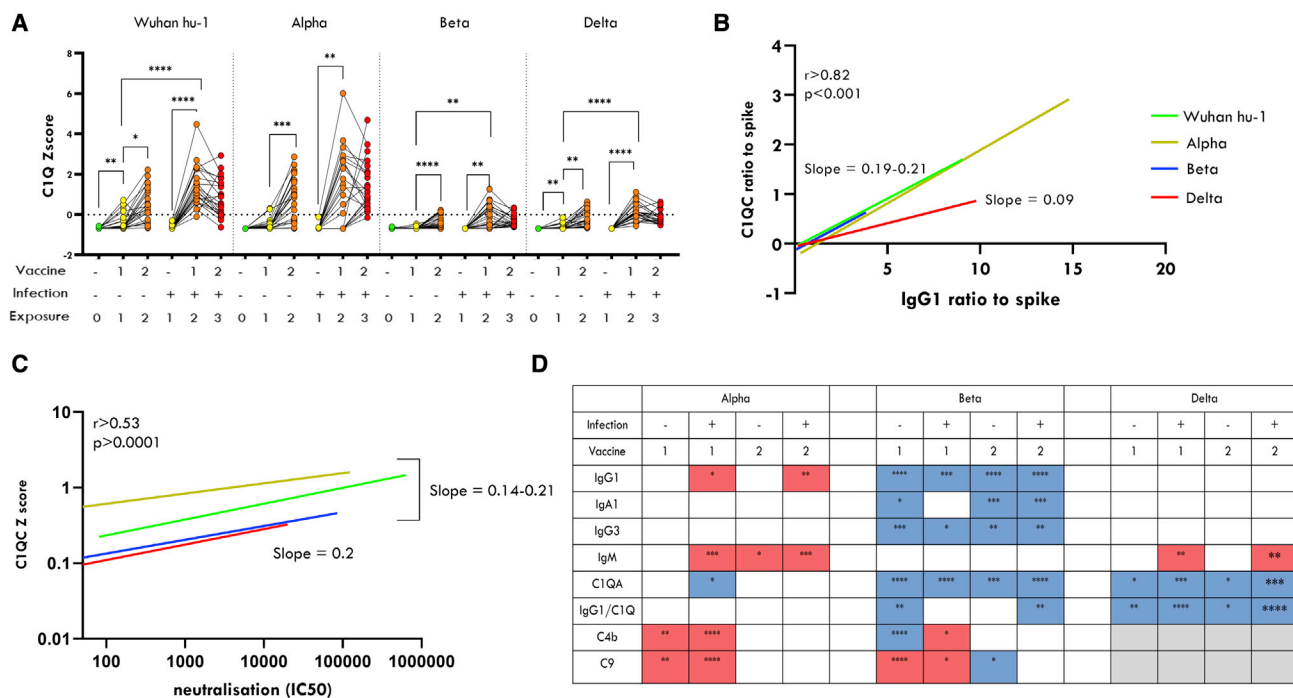 A
Wuhan hu-1 Alpha Beta Delta
C1Q Zscore
8
6
4
2
0
-2
**** ** ** ****
**** *** **** ** ****
** * ** **
Vaccine - 1 2 - 1 2 - 1 2 - 1 2 - 1 2 - 1 2 - 1 2 - 1 2
Infection - - - + + + - - - + + + - - - + + + - - - + + +
Exposure 0 1 2 1 2 3 0 1 2 1 2 3 0 1 2 1 2 3 0 1 2 1 2 3
B
C1QC ratio to spike
4
3
2
1
0
-1
r>0.82
p<0.001
Slope = 0.19-0.21
Slope = 0.09
5 10 15 20
IgG1 ratio to spike
Wuhan hu-1
Alpha
Beta
Delta
C
C1QC Z score
10
1
0.1
0.01
r>0.53
p>0.0001
Slope = 0.14-0.21
Slope = 0.2
100 1000 10000 100000 1000000
neutralisation (IC50)
D
Alpha Beta Delta
Infection - + - + - + - + - + - +
Vaccine 1 1 2 2 1 1 2 2 1 1 2 2
IgG1 * ** **** *** **** ****
IgA1 * *** ***
IgG3 *** * ** **
IgM *** * *** ** **
C1QA * **** **** *** **** * *** * ***
IgG1/C1Q ** ** ** **** * ****
C4b ** **** **** *
C9 ** **** **** * *